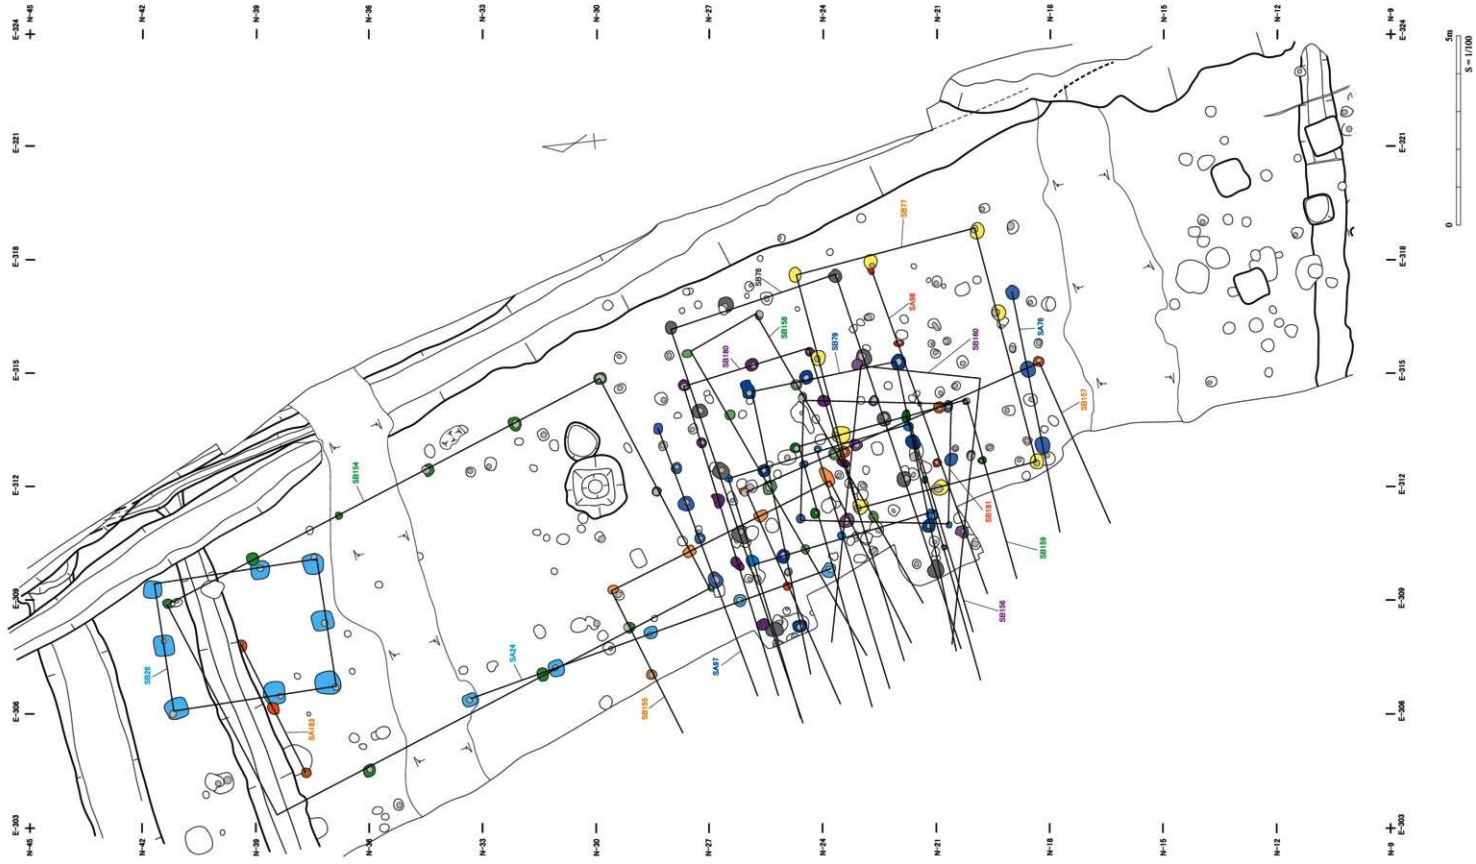 N-45
N-42
N-39
N-36
N-33
N-30
N-27
N-24
N-21
N-18
N-15
N-12
N-9
E-324
E-324
E-321
E-321
E-318
E-318
E-315
E-315
E-312
E-312
E-309
E-309
E-306
E-306
E-303
E-303
5m
0
S = 1/100
SB77
SB78
SA98
SB158
SB79
SB160
SA76
SB180
SB157
SB154
SB181
SB159
SB156
SA97
SA24
SB155
SB26
SA183
N-45
N-42
N-39
N-36
N-33
N-30
N-27
N-24
N-21
N-18
N-15
N-12
N-9